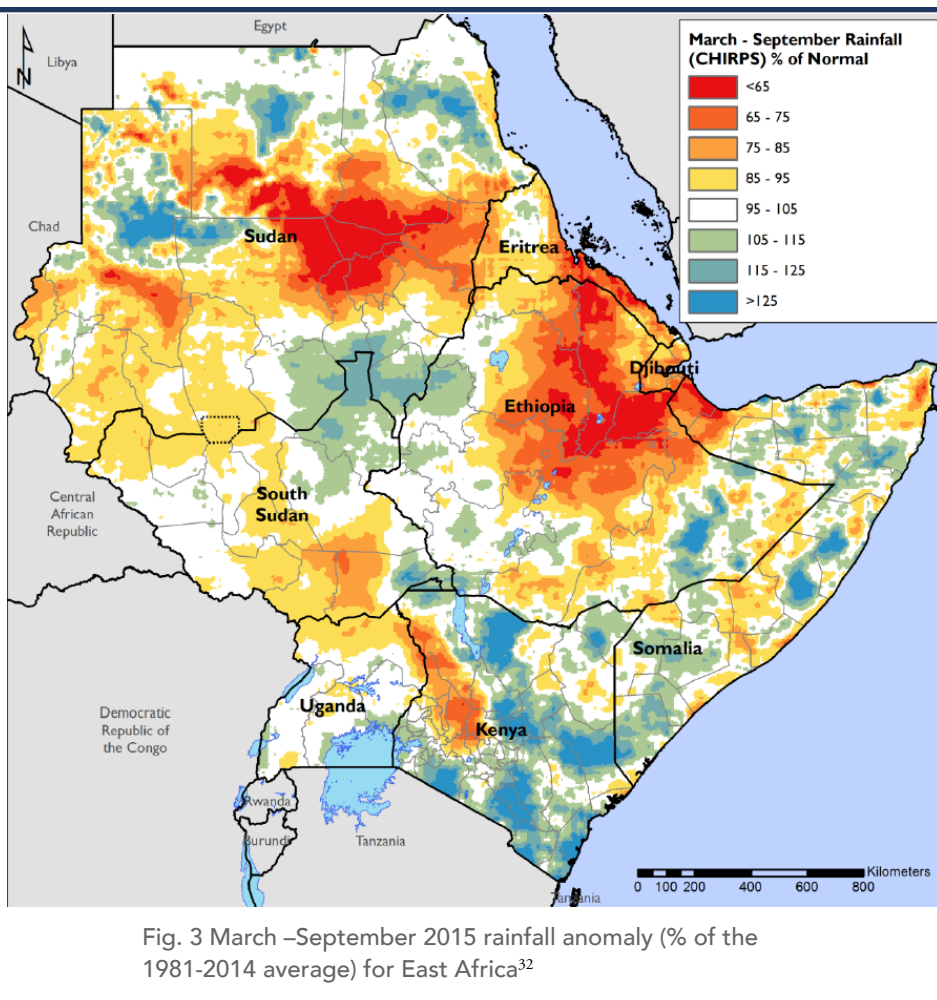 Egypt
Libya
N
Chad
Sudan
Eritrea
Djibouti
Ethiopia
Central
African
Republic
South
Sudan
Somalia
Uganda
Kenya
Democratic
Republic of
the Congo
Rwanda
Burundi
Tanzania
Tanzania
March - September Rainfall
(CHIRPS) % of Normal
<65
65 - 75
75 - 85
85 - 95
95 - 105
105 - 115
115 - 125
>125
Kilometers
0 100 200 400 600 800
Fig. 3 March –September 2015 rainfall anomaly (% of the
1981-2014 average) for East Africa³²